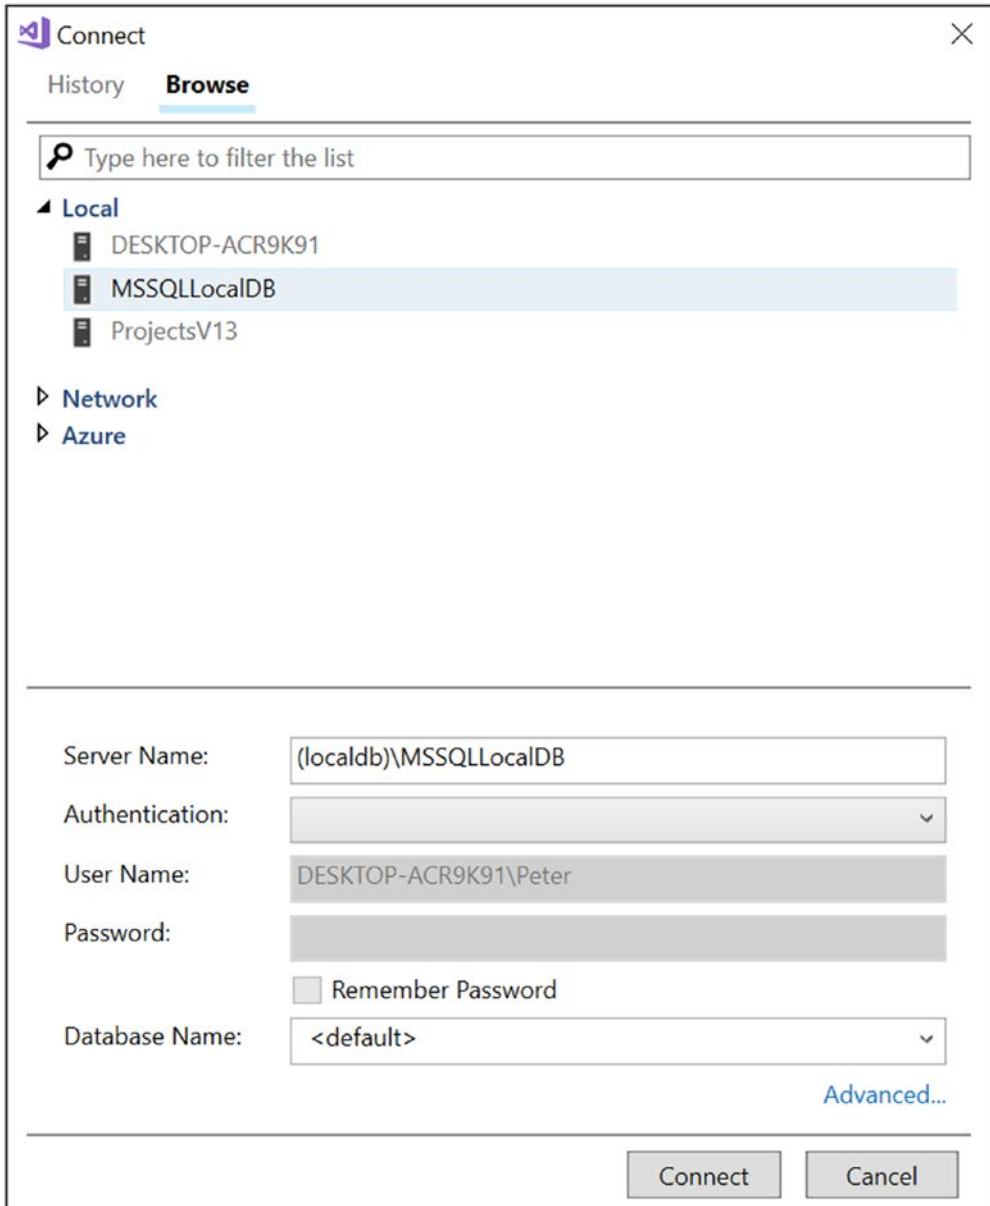 Connect
History Browse
Type here to filter the list
Local
DESKTOP-ACR9K91
MSSQLLocalDB
ProjectsV13
Network
Azure
Server Name: (localdb)\MSSQLLocalDB
Authentication:
User Name: DESKTOP-ACR9K91\Peter
Password:
Remember Password
Database Name: <default>
Advanced...
Connect Cancel